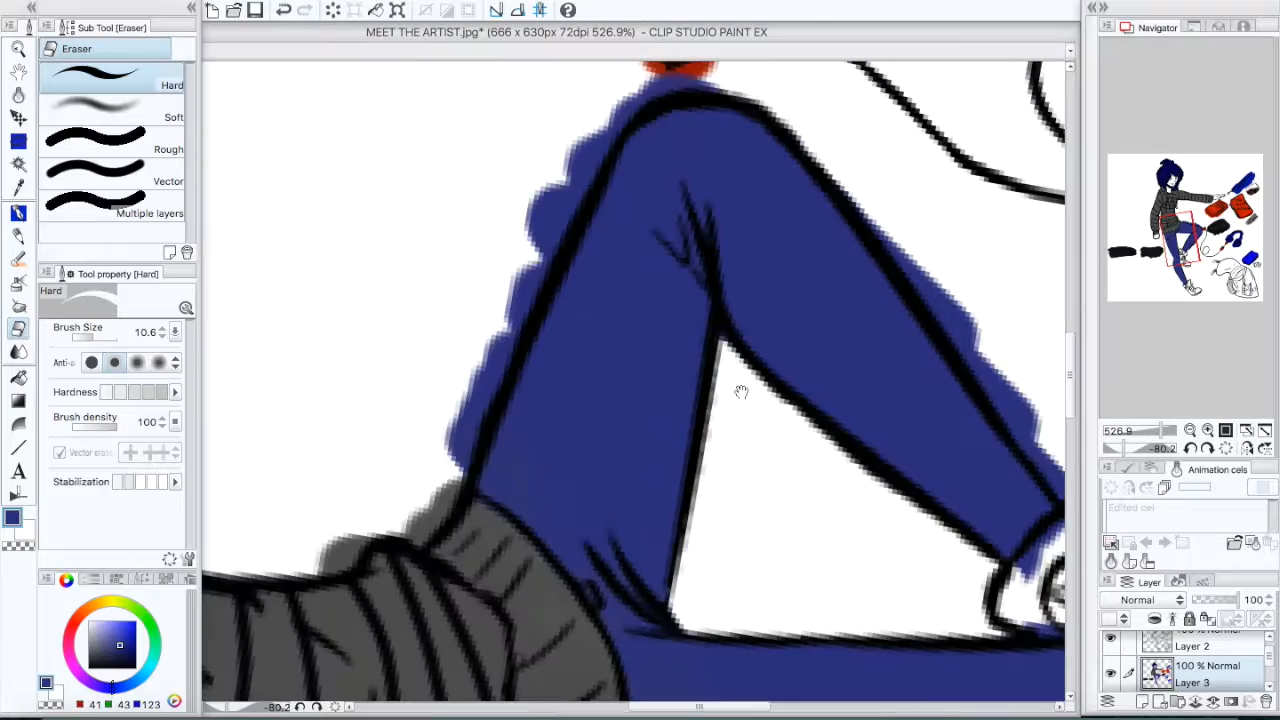 Sub Tool [Eraser]
Eraser
Hard
Soft
Rough
Vector
Multiple layers
Tool property [Hard]
Hard
Brush Size 10.6
Anti-a
Hardness
Brush density 100
Vector eras
Stabilization
41 43 123
MEET THE ARTIST.jpg* (666 x 630px 72dpi 526.9%) - CLIP STUDIO PAINT EX
-80.2
Navigator
526.9
-80.2
Animation cels
Edited cel
Layer
Normal 100
100 % Normal
Layer 2
100 % Normal
Layer 3
A